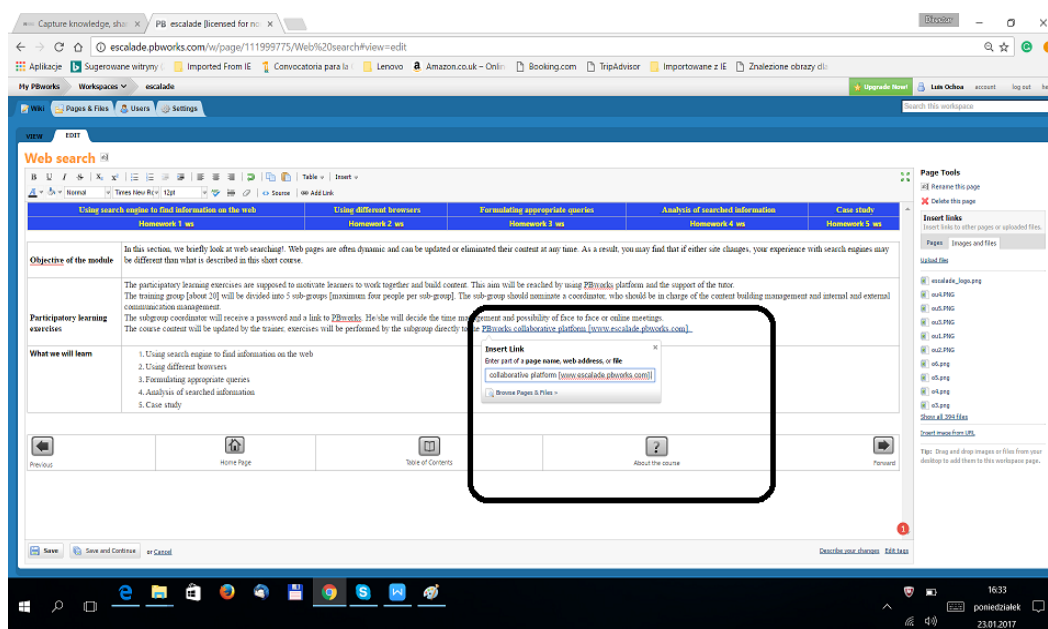 Capture knowledge, shar
PB escalade [licensed for no
Director
escalade.pbworks.com/w/page/111999775/Web%20search#view=edit
Aplikacje
Sugerowane witryny
Imported From IE
Convocatoria para la
Lenovo
Amazon.co.uk – Onlin
Booking.com
TripAdvisor
Importowane z IE
Znalezione obrazy dla
My PBworks
Workspaces
escalade
Upgrade Now!
Luis Ochoa
account
log out
Wiki
Pages & Files
Users
Settings
Search this workspace
VIEW
EDIT
Web search
Table
Insert
Normal
12pt
Source
Add Link
Using search engine to find information on the web
Using different browsers
Formulating appropriate queries
Analysis of searched information
Case study
Homework 1 ws
Homework 2 ws
Homework 3 ws
Homework 4 ws
Homework 5 ws
Objective of the module
In this section, we briefly look at web searching!. Web pages are often dynamic and can be updated or eliminated their content at any time. As a result, you may find that if either site changes, your experience with search engines may
be different than what is described in this short course.
Participatory learning
exercises
The participatory learning exercises are supposed to motivate learners to work together and build content. This aim will be reached by using PBworks platform and the support of the tutor.
The training group [about 20] will be divided into 5 sub-groups [maximum four people per sub-group]. The sub-group should nominate a coordinator, who should be in charge of the content building management and internal and external
communication management.
The subgroup coordinator will receive a password and a link to PBworks. He/she will decide the time management and possibility of face to face or online meetings.
The course content will be updated by the trainer, exercises will be performed by the subgroup directly to the PBworks collaborative platform [www.escalade.pbworks.com]
What we will learn
1. Using search engine to find information on the web
2. Using different browsers
3. Formulating appropriate queries
4. Analysis of searched information
5. Case study
Insert Link
Enter part of a page name, web address, or file
collaborative platform [www.escalade.pbworks.com]
Browse Pages & Files »
Previous
Home Page
Table of Contents
About the course
Forward
1
Save
Save and Continue
or Cancel
Describe your changes
Edit tags
Page Tools
Rename this page
Delete this page
Insert links
Insert links to other pages or uploaded files.
Pages
Images and files
Upload files
escalade_logo.png
ou4.PNG
ou5.PNG
ou3.PNG
ou1.PNG
ou2.PNG
o6.png
o5.png
o4.png
o3.png
Show all 394 files
Insert image from URL
Tip: Drag and drop images or files from your
desktop to add them to this workspace page.
16:33
poniedziałek
23.01.2017